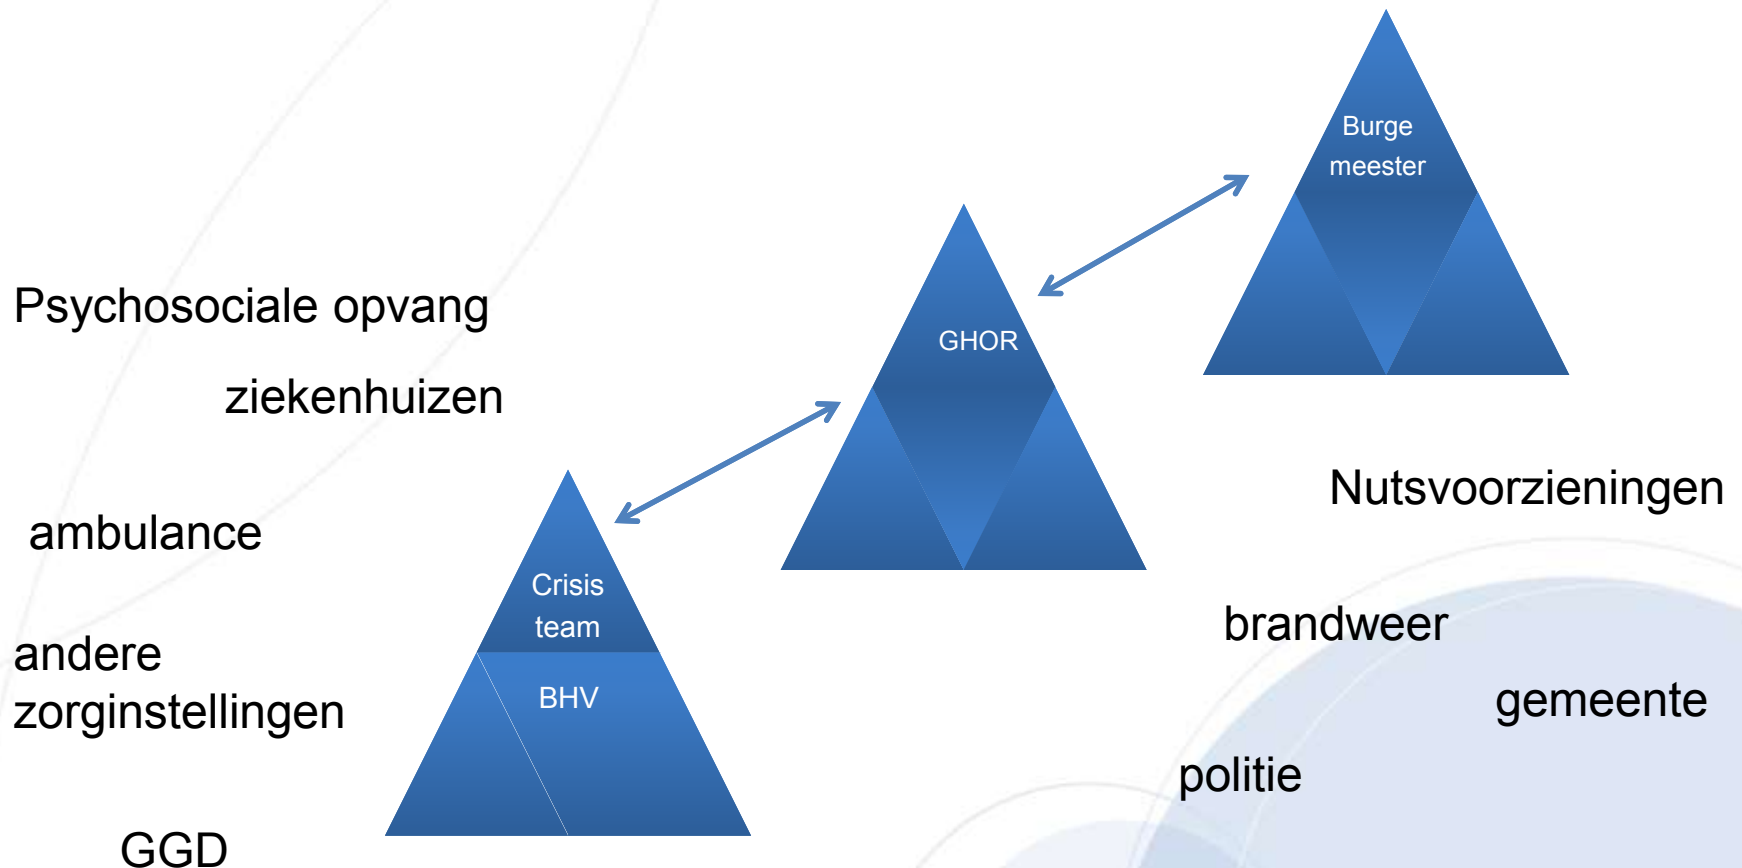 Burge
meester
Psychosociale opvang
GHOR
ziekenhuizen
Nutsvoorzieningen
ambulance
Crisis
team
brandweer
andere
zorginstellingen
BHV
gemeente
politie
GGD